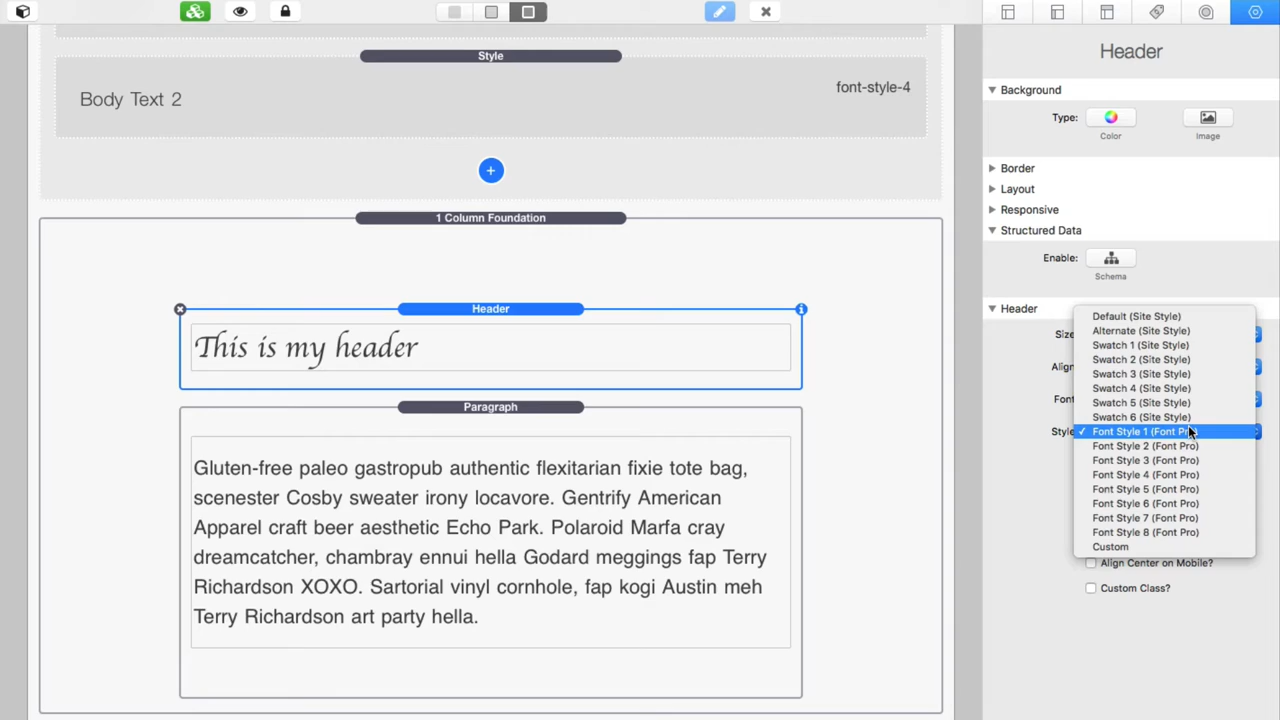 Style
Body Text 2
font-style-4
1 Column Foundation
Header
This is my header
Paragraph
Gluten-free paleo gastropub authentic flexitarian fixie tote bag,
scenester Cosby sweater irony locavore. Gentrify American
Apparel craft beer aesthetic Echo Park. Polaroid Marfa cray
dreamcatcher, chambray ennui hella Godard meggings fap Terry
Richardson XOXO. Sartorial vinyl cornhole, fap kogi Austin meh
Terry Richardson art party hella.
Header
Background
Type:
Color
Image
Border
Layout
Responsive
Structured Data
Enable:
Schema
Header
Size
Align
Font
Style
Default (Site Style)
Alternate (Site Style)
Swatch 1 (Site Style)
Swatch 2 (Site Style)
Swatch 3 (Site Style)
Swatch 4 (Site Style)
Swatch 5 (Site Style)
Swatch 6 (Site Style)
✓ Font Style 1 (Font Pro)
Font Style 2 (Font Pro)
Font Style 3 (Font Pro)
Font Style 4 (Font Pro)
Font Style 5 (Font Pro)
Font Style 6 (Font Pro)
Font Style 7 (Font Pro)
Font Style 8 (Font Pro)
Custom
Align Center on Mobile?
Custom Class?